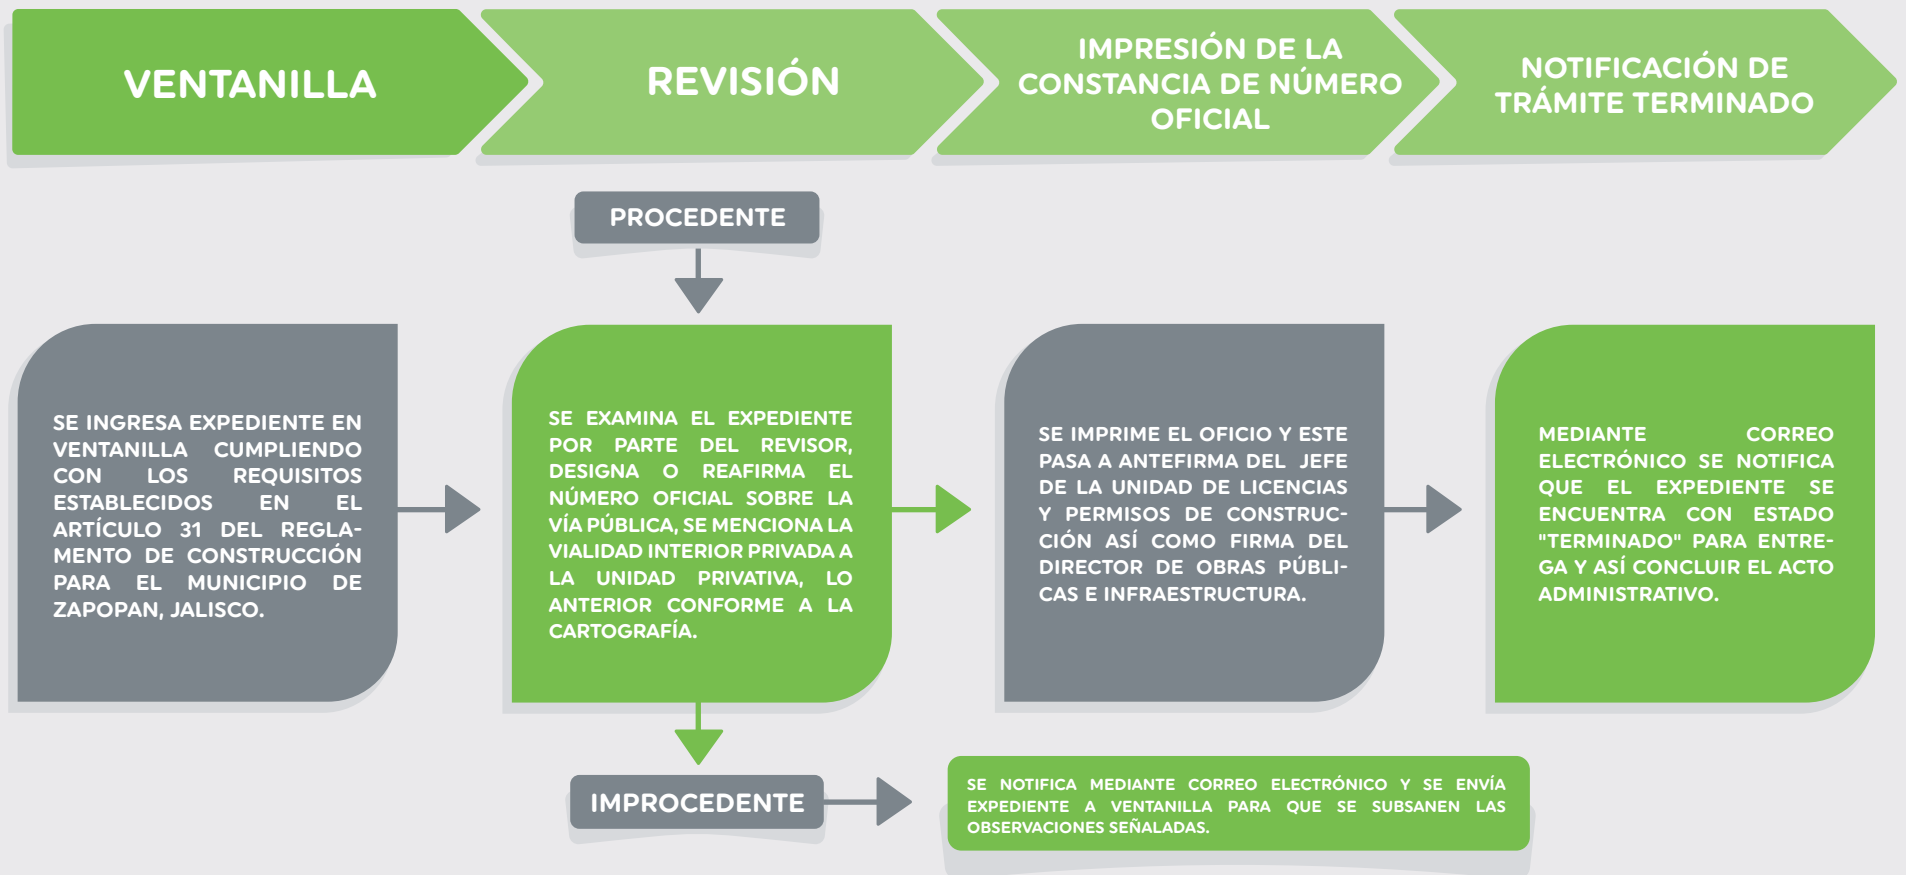 VENTANILLA
REVISIÓN
IMPRESIÓN DE LA
CONSTANCIA DE NÚMERO
OFICIAL
NOTIFICACIÓN DE
TRÁMITE TERMINADO
PROCEDENTE
SE INGRESA EXPEDIENTE EN
VENTANILLA CUMPLIENDO
CON LOS REQUISITOS
ESTABLECIDOS EN EL
ARTÍCULO 31 DEL REGLA-
MENTO DE CONSTRUCCIÓN
PARA EL MUNICIPIO DE
ZAPOPAN, JALISCO.
SE EXAMINA EL EXPEDIENTE
POR PARTE DEL REVISOR,
DESIGNA O REAFIRMA EL
NÚMERO OFICIAL SOBRE LA
VÍA PÚBLICA, SE MENCIONA LA
VIALIDAD INTERIOR PRIVADA A
LA UNIDAD PRIVATIVA, LO
ANTERIOR CONFORME A LA
CARTOGRAFÍA.
SE IMPRIME EL OFICIO Y ESTE
PASA A ANTEFIRMA DEL JEFE
DE LA UNIDAD DE LICENCIAS
Y PERMISOS DE CONSTRUC-
CIÓN ASÍ COMO FIRMA DEL
DIRECTOR DE OBRAS PÚBLI-
CAS E INFRAESTRUCTURA.
MEDIANTE CORREO
ELECTRÓNICO SE NOTIFICA
QUE EL EXPEDIENTE SE
ENCUENTRA CON ESTADO
"TERMINADO" PARA ENTRE-
GA Y ASÍ CONCLUIR EL ACTO
ADMINISTRATIVO.
IMPROCEDENTE
SE NOTIFICA MEDIANTE CORREO ELECTRÓNICO Y SE ENVÍA
EXPEDIENTE A VENTANILLA PARA QUE SE SUBSANEN LAS
OBSERVACIONES SEÑALADAS.